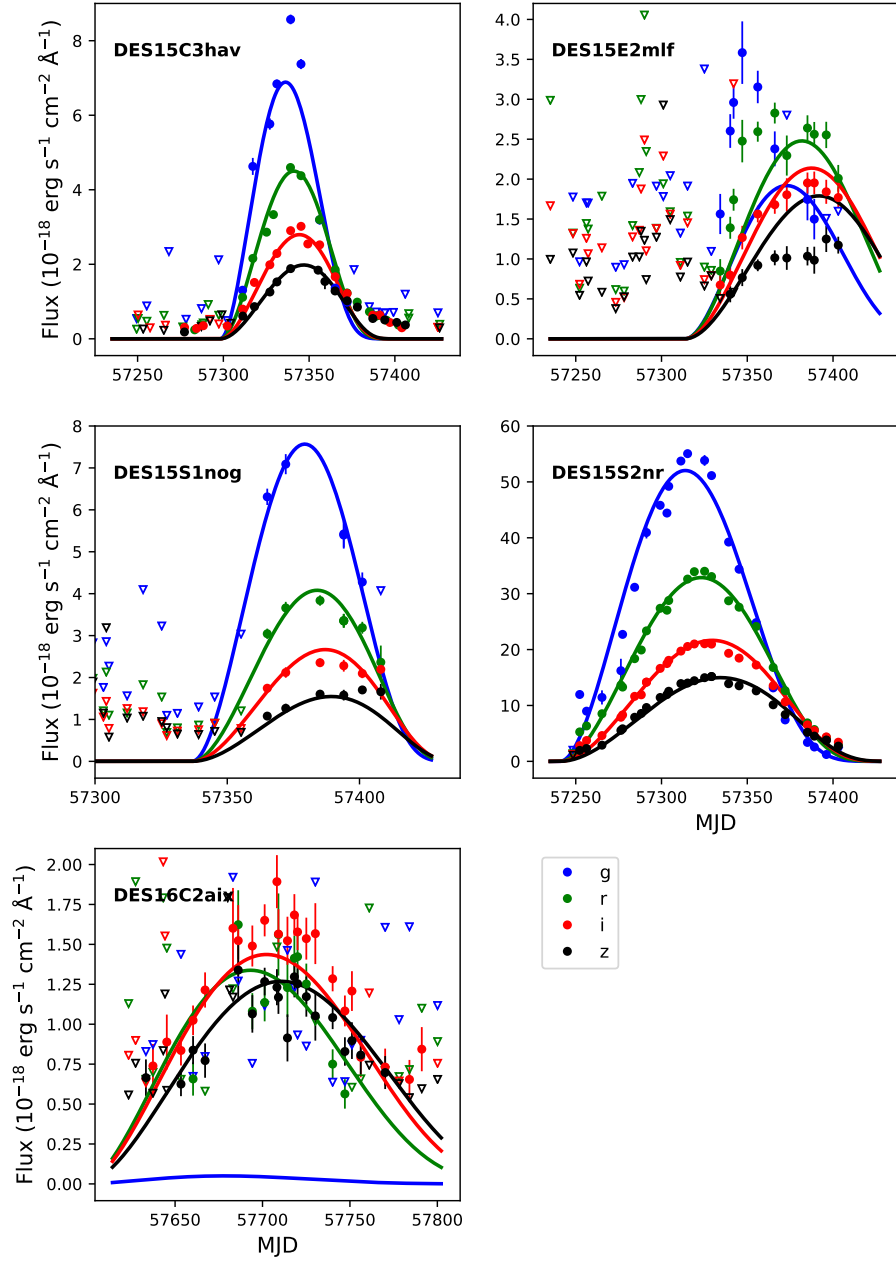 DES15C3hav
Flux (10⁻¹⁸ erg s⁻¹ cm⁻² Å⁻¹)
8
6
4
2
0
57250 57300 57350 57400
DES15E2mlf
4.0
3.5
3.0
2.5
2.0
1.5
1.0
0.5
0.0
57250 57300 57350 57400
DES15S1nog
Flux (10⁻¹⁸ erg s⁻¹ cm⁻² Å⁻¹)
8
7
6
5
4
3
2
1
0
57300 57350 57400
DES15S2nr
60
50
40
30
20
10
0
57250 57300 57350 57400
MJD
DES16C2aix
Flux (10⁻¹⁸ erg s⁻¹ cm⁻² Å⁻¹)
2.00
1.75
1.50
1.25
1.00
0.75
0.50
0.25
0.00
57650 57700 57750 57800
MJD
g
r
i
z